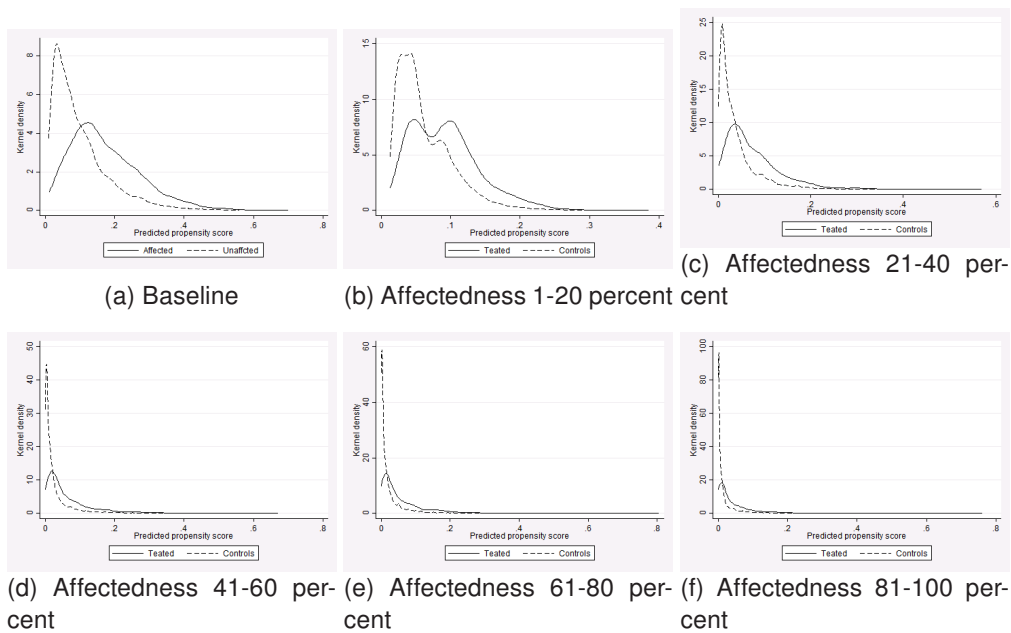 Kernel density
0 2 4 6 8
0 .2 .4 .6 .8
Predicted propensity score
Affected Unaffcted
(a) Baseline
Kernel density
0 5 10 15
0 .1 .2 .3 .4
Predicted propensity score
Teated Controls
(b) Affectedness 1-20 percent
Kernel density
0 5 10 15 20 25
0 .2 .4 .6
Predicted propensity score
Teated Controls
(c) Affectedness 21-40 per-
cent
Kernel density
0 10 20 30 40 50
0 .2 .4 .6 .8
Predicted propensity score
Teated Controls
(d) Affectedness 41-60 per-
cent
Kernel density
0 20 40 60
0 .2 .4 .6 .8
Predicted propensity score
Teated Controls
(e) Affectedness 61-80 per-
cent
Kernel density
0 20 40 60 80 100
0 .2 .4 .6 .8
Predicted propensity score
Teated Controls
(f) Affectedness 81-100 per-
cent